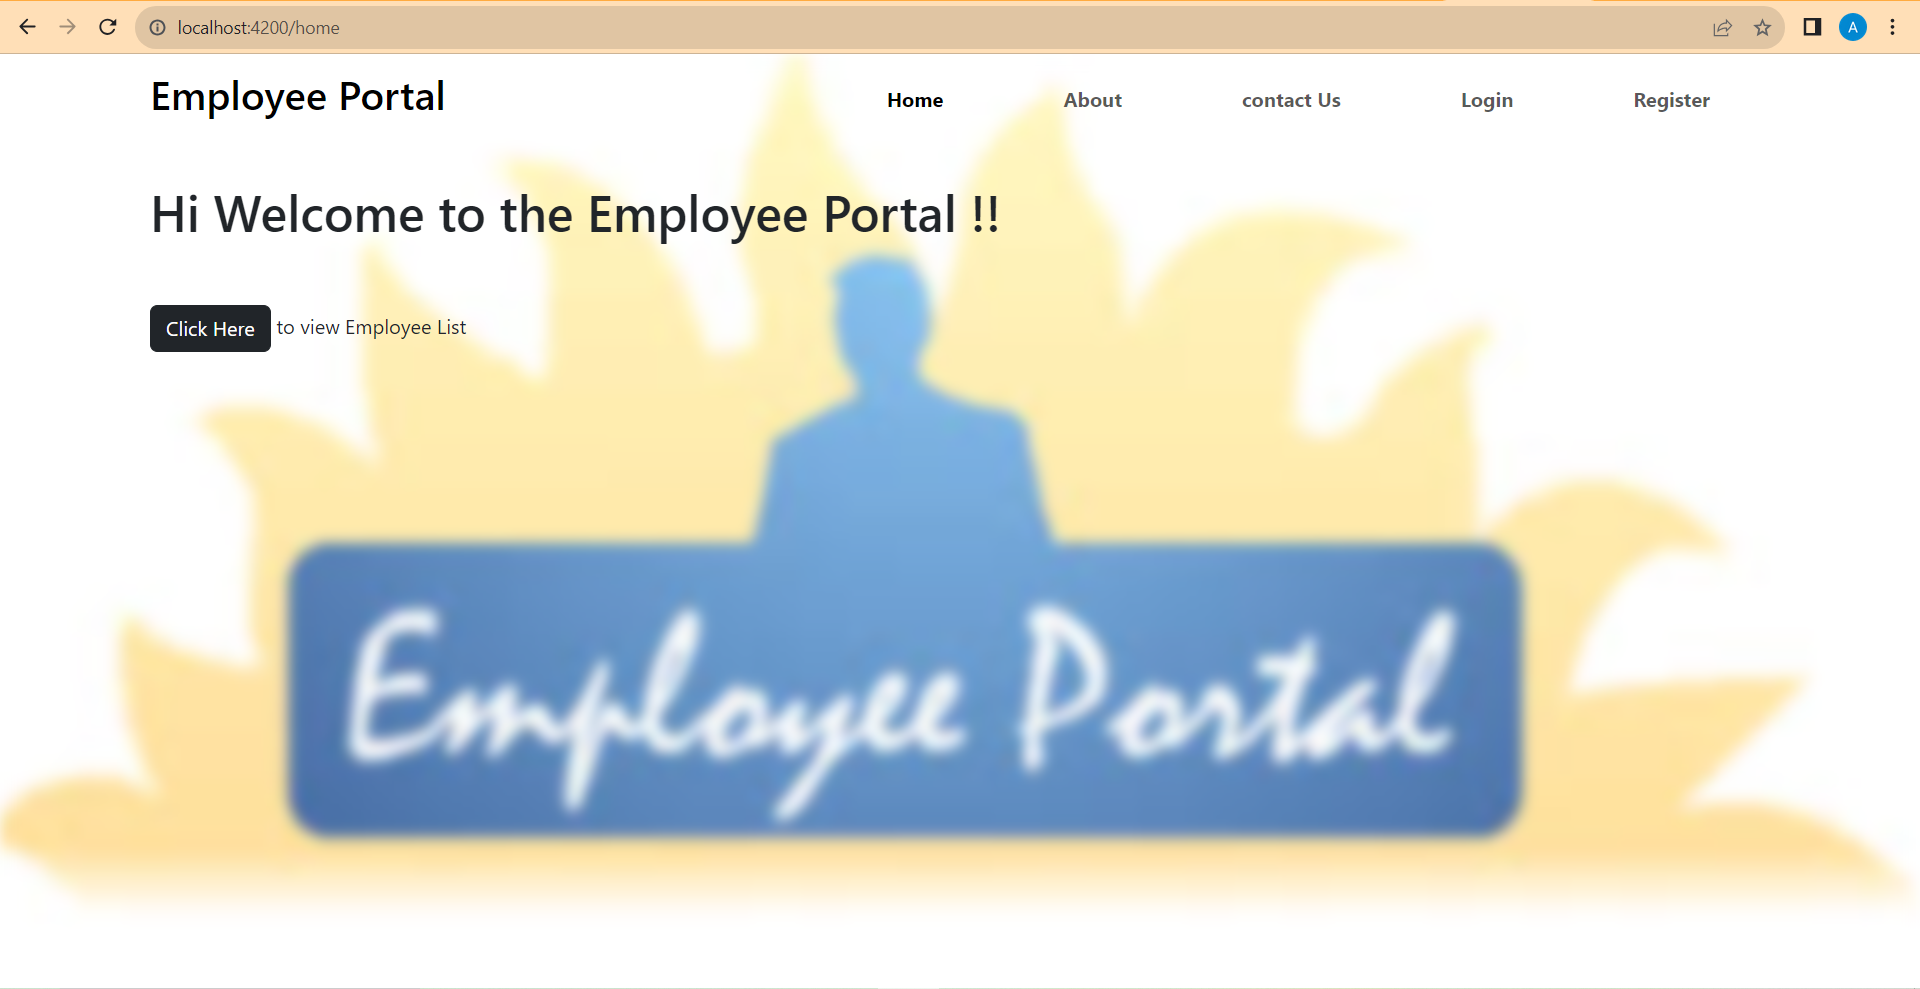 localhost:4200/home
A
Employee Portal
Home About contact Us Login Register
Hi Welcome to the Employee Portal !!
Click Here to view Employee List
Employee Portal